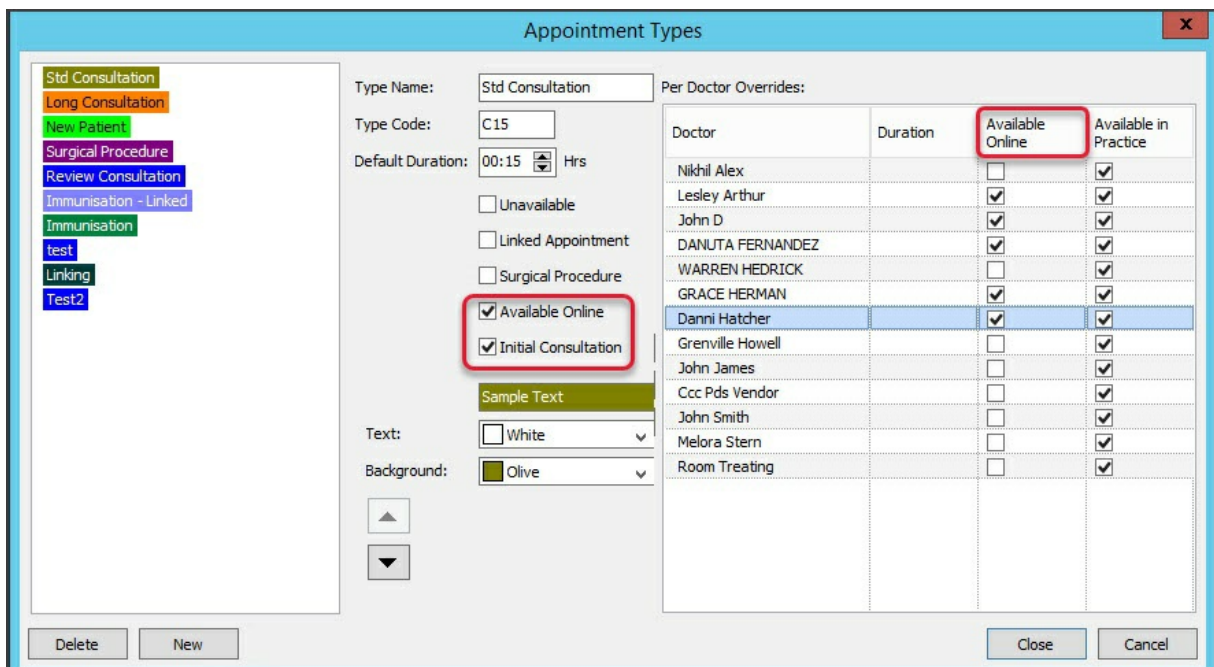 Appointment Types
x
Std Consultation
Long Consultation
New Patient
Surgical Procedure
Review Consultation
Immunisation - Linked
Immunisation
test
Linking
Test2
Type Name: Std Consultation
Type Code: C15
Default Duration: 00:15 Hrs
Unavailable
Linked Appointment
Surgical Procedure
Available Online
Initial Consultation
Sample Text
Text: White
Background: Olive
Per Doctor Overrides:
Doctor Duration Available Online Available in Practice
Nikhil Alex
Lesley Arthur
John D
DANUTA FERNANDEZ
WARREN HEDRICK
GRACE HERMAN
Danni Hatcher
Grenville Howell
John James
Ccc Pds Vendor
John Smith
Melora Stern
Room Treating
Delete New Close Cancel